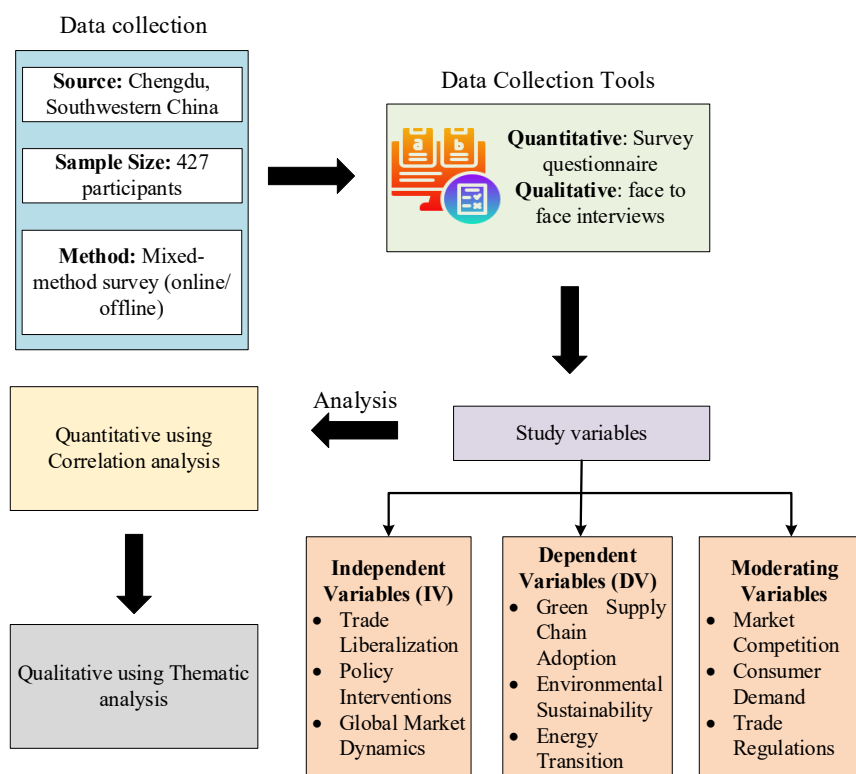 Data collection
Source: Chengdu,
Southwestern China
Sample Size: 427
participants
Method: Mixed-
method survey (online/
offline)
Data Collection Tools
a b
Quantitative: Survey
questionnaire
Qualitative: face to
face interviews
Study variables
Analysis
Quantitative using
Correlation analysis
Qualitative using Thematic
analysis
Independent
Variables (IV)
• Trade
Liberalization
• Policy
Interventions
• Global Market
Dynamics
Dependent
Variables (DV)
• Green Supply
Chain
Adoption
• Environmental
Sustainability
• Energy
Transition
Moderating
Variables
• Market
Competition
• Consumer
Demand
• Trade
Regulations